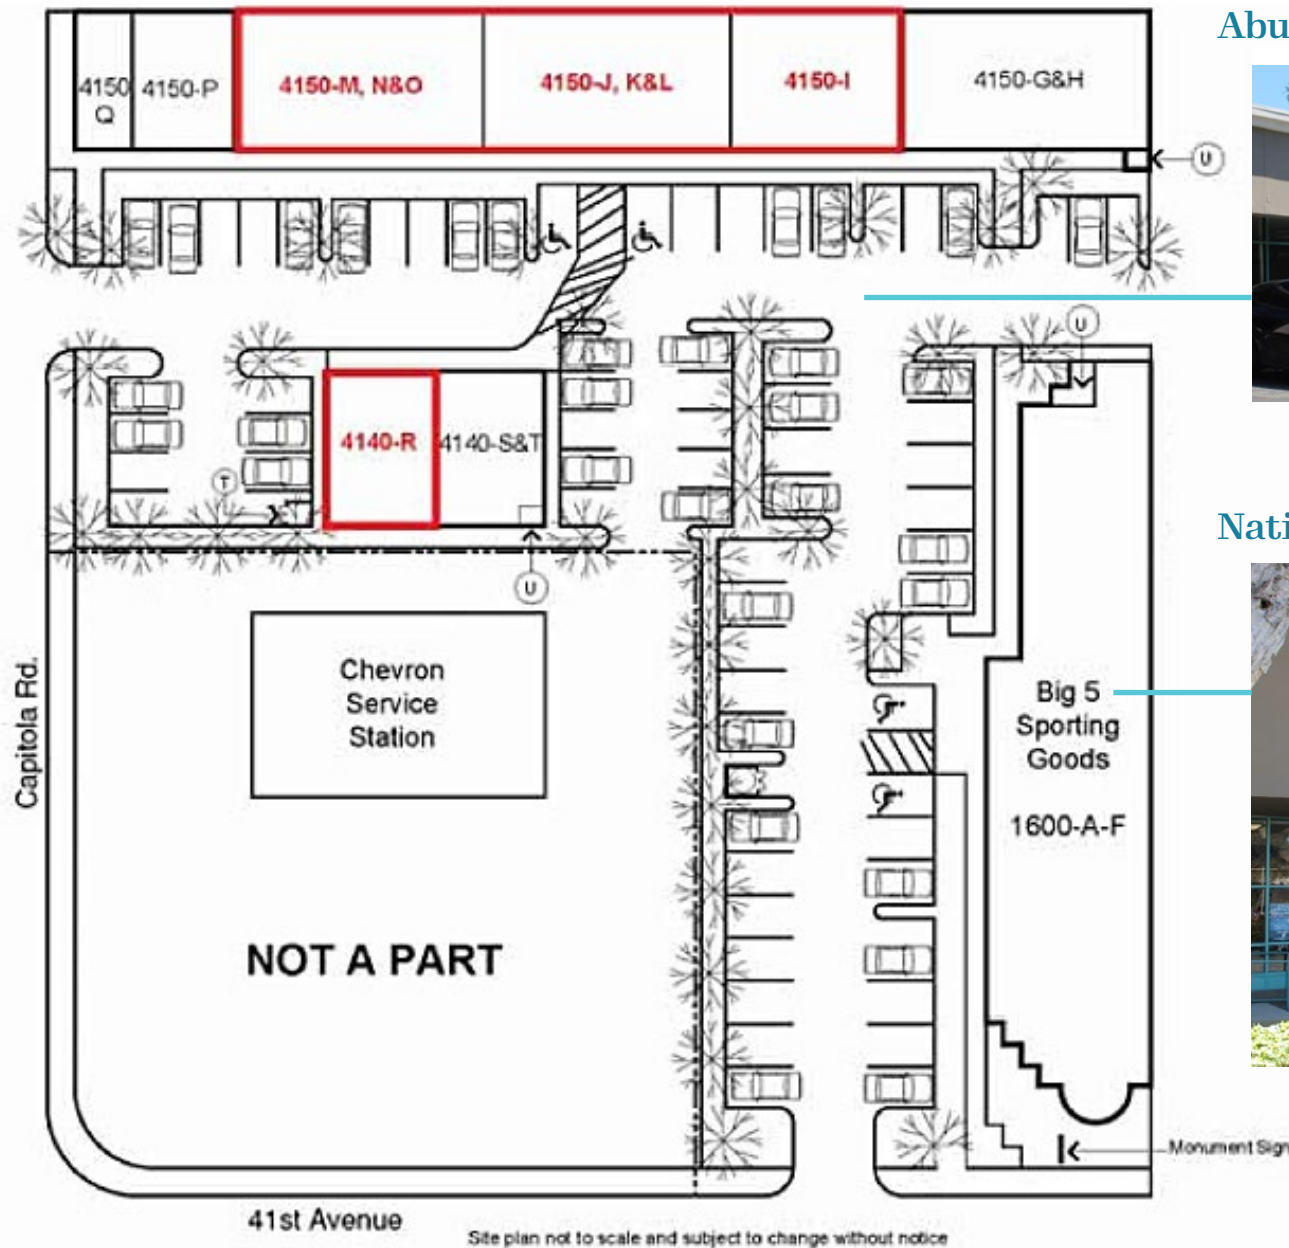 Abu
4150
Q
4150-P
4150-M, N&O
4150-J, K&L
4150-I
4150-G&H
U
U
4140-R
4140-S&T
T
U
Nati
Chevron
Service
Station
Capitola Rd.
Big 5
Sporting
Goods
1600-A-F
NOT A PART
Monument Sign
41st Avenue
Site plan not to scale and subject to change without notice